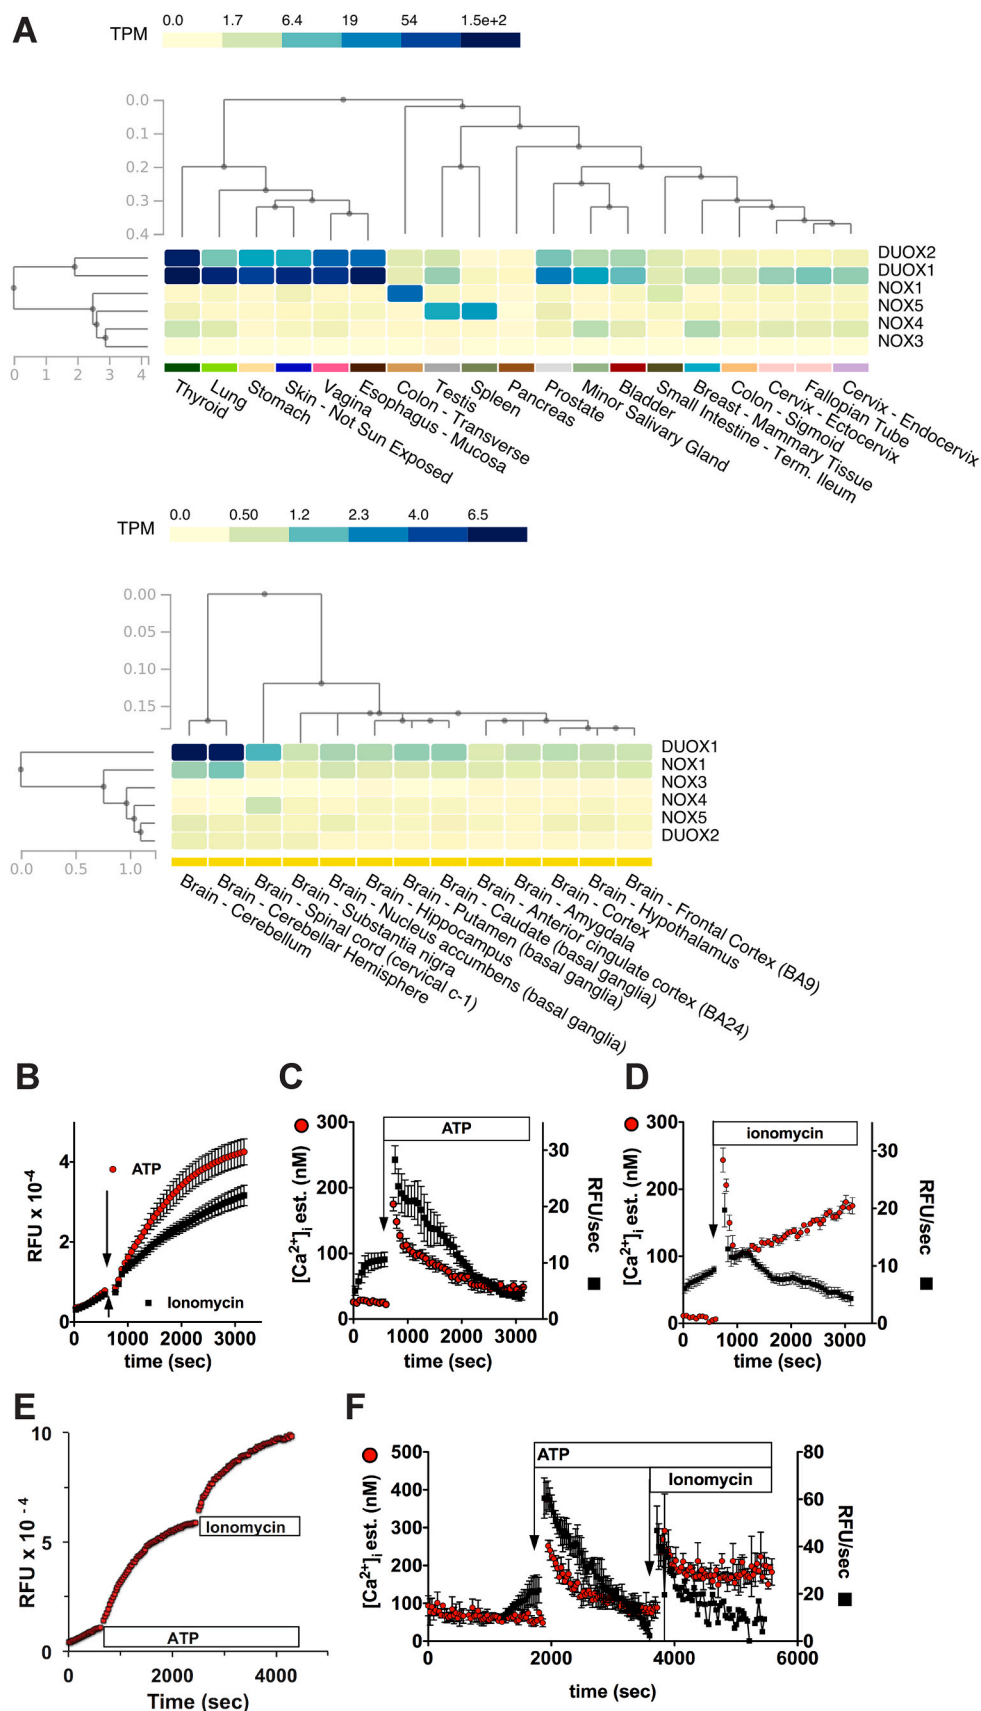 A
TPM
0.0 1.7 6.4 19 54 1.5e+2
0.0
0.1
0.2
0.3
0.4
DUOX2
DUOX1
NOX1
NOX5
NOX4
NOX3
0 1 2 3 4
Thyroid
Lung
Stomach
Skin - Not Sun Exposed
Vagina
Esophagus - Mucosa
Colon - Transverse
Testis
Spleen
Pancreas
Prostate
Minor Salivary Gland
Bladder
Small Intestine - Term. Ileum
Breast - Mammary Tissue
Colon - Sigmoid
Cervix - Ectocervix
Fallopian Tube
Cervix - Endocervix
TPM
0.0 0.50 1.2 2.3 4.0 6.5
0.00
0.05
0.10
0.15
DUOX1
NOX1
NOX3
NOX4
NOX5
DUOX2
0.0 0.5 1.0
Brain - Cerebellum
Brain - Cerebellar Hemisphere
Brain - Spinal cord (cervical c-1)
Brain - Substantia nigra
Brain - Nucleus accumbens (basal ganglia)
Brain - Hippocampus
Brain - Putamen (basal ganglia)
Brain - Caudate (basal ganglia)
Brain - Amygdala
Brain - Anterior cingulate cortex (BA24)
Brain - Cortex
Brain - Hypothalamus
Brain - Frontal Cortex (BA9)
B
RFU x 10-4
4
2
0
ATP
Ionomycin
0 1000 2000 3000
time (sec)
C
[Ca2+]i est. (nM)
300
200
100
0
ATP
30
20
10
0
RFU/sec
0 1000 2000 3000
time (sec)
D
[Ca2+]i est. (nM)
300
200
100
0
ionomycin
30
20
10
0
RFU/sec
0 1000 2000 3000
time (sec)
E
RFU x 10 -4
10
5
0
Ionomycin
ATP
0 2000 4000
Time (sec)
F
[Ca2+]i est. (nM)
500
400
300
200
100
0
ATP
Ionomycin
80
60
40
20
0
RFU/sec
0 2000 4000 6000
time (sec)